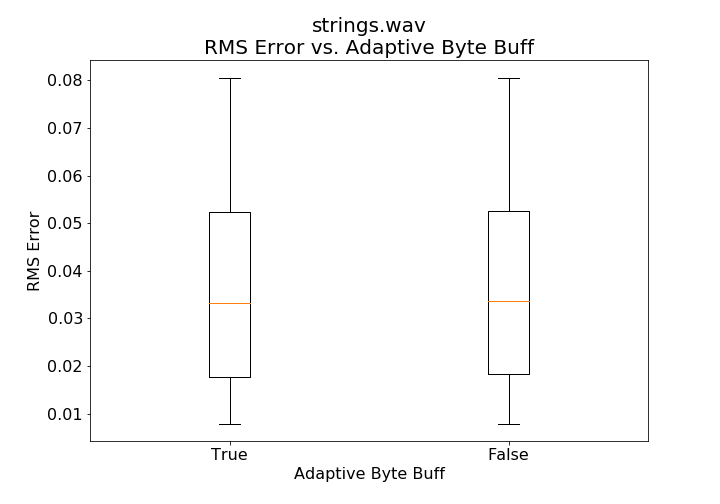 strings.wav
RMS Error vs. Adaptive Byte Buff
0.08
0.07
0.06
0.05
0.04
0.03
0.02
0.01
RMS Error
True
False
Adaptive Byte Buff